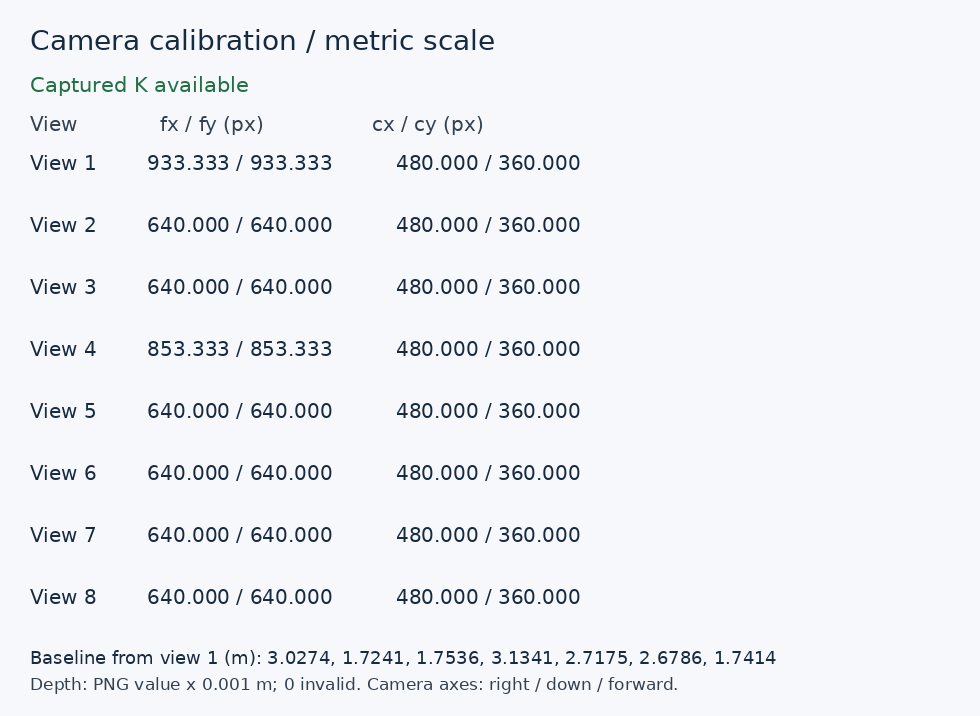 Camera calibration / metric scale
Captured K available
View fx / fy (px) cx / cy (px)
View 1 933.333 / 933.333 480.000 / 360.000
View 2 640.000 / 640.000 480.000 / 360.000
View 3 640.000 / 640.000 480.000 / 360.000
View 4 853.333 / 853.333 480.000 / 360.000
View 5 640.000 / 640.000 480.000 / 360.000
View 6 640.000 / 640.000 480.000 / 360.000
View 7 640.000 / 640.000 480.000 / 360.000
View 8 640.000 / 640.000 480.000 / 360.000
Baseline from view 1 (m): 3.0274, 1.7241, 1.7536, 3.1341, 2.7175, 2.6786, 1.7414
Depth: PNG value x 0.001 m; 0 invalid. Camera axes: right / down / forward.